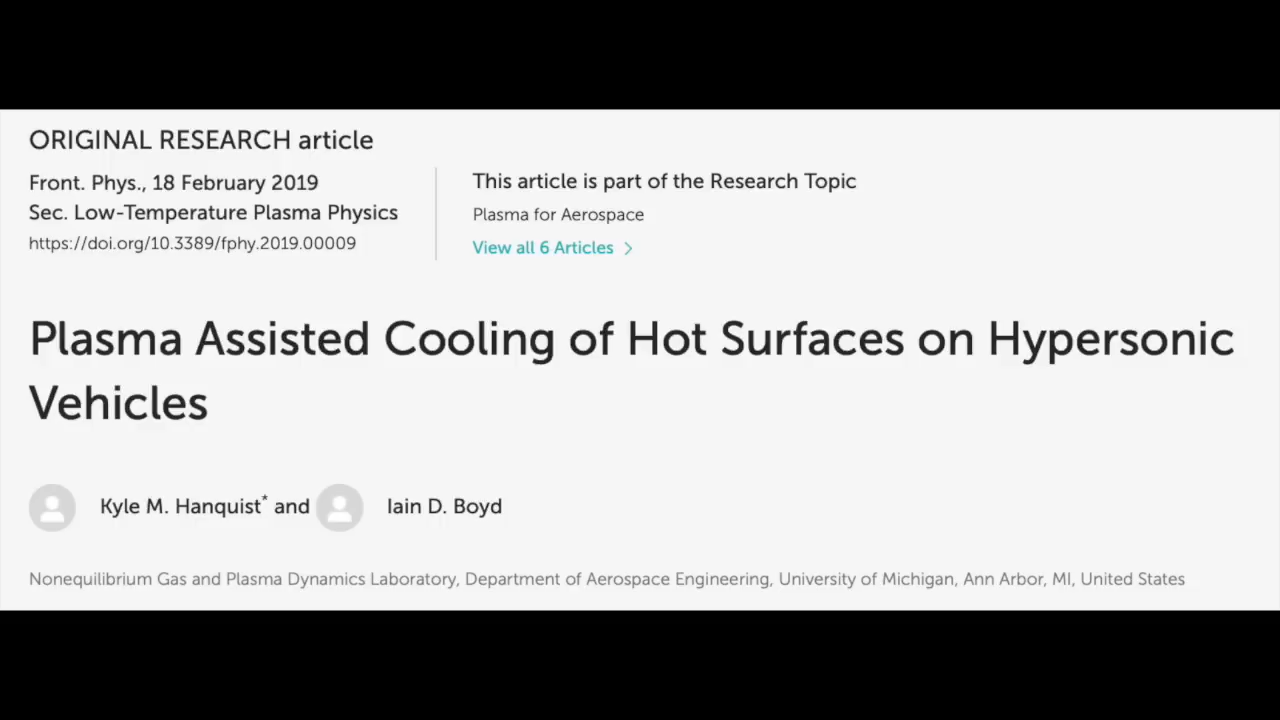 ORIGINAL RESEARCH article
Front. Phys., 18 February 2019
Sec. Low-Temperature Plasma Physics
https://doi.org/10.3389/fphy.2019.00009
This article is part of the Research Topic
Plasma for Aerospace
View all 6 Articles >
Plasma Assisted Cooling of Hot Surfaces on Hypersonic
Vehicles
Kyle M. Hanquist* and Iain D. Boyd
Nonequilibrium Gas and Plasma Dynamics Laboratory, Department of Aerospace Engineering, University of Michigan, Ann Arbor, MI, United States